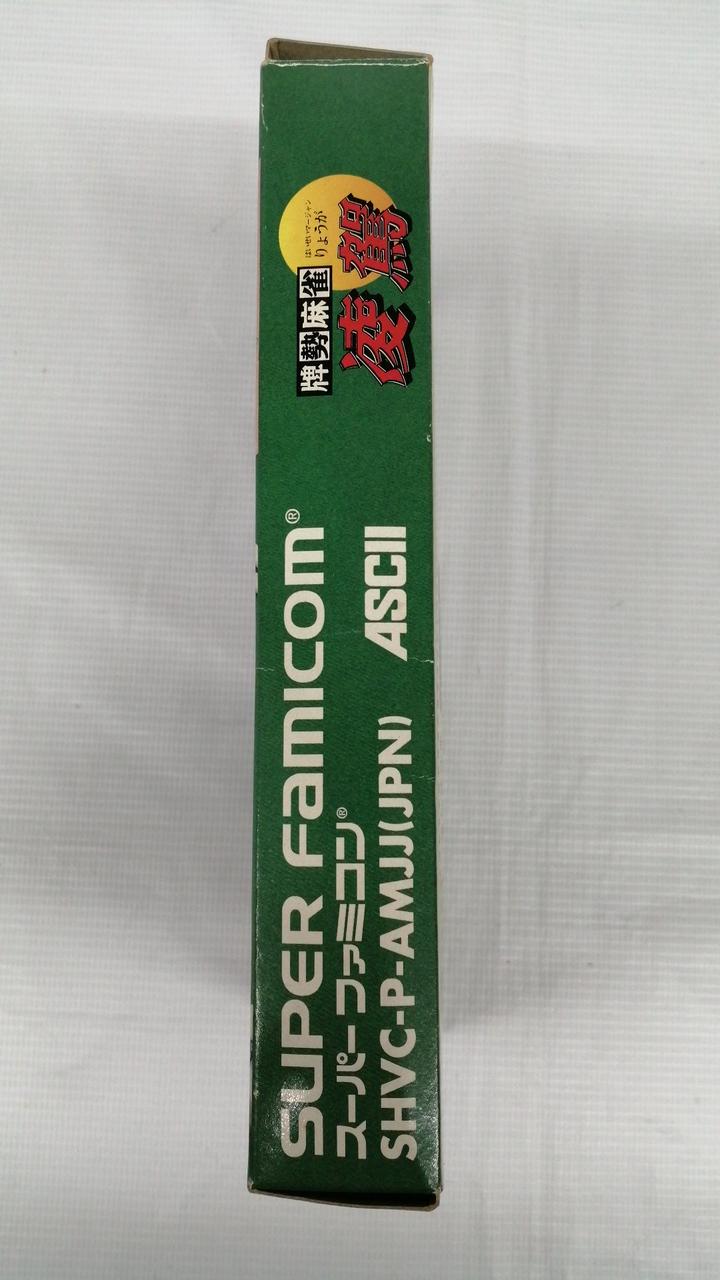 SUPER FAMICOM®
スーパーファミコン®
SHVC-P-AMJJ(JPN)
ASCII
牌勢麻雀
はいせいマージャン
りょうが
凌駕